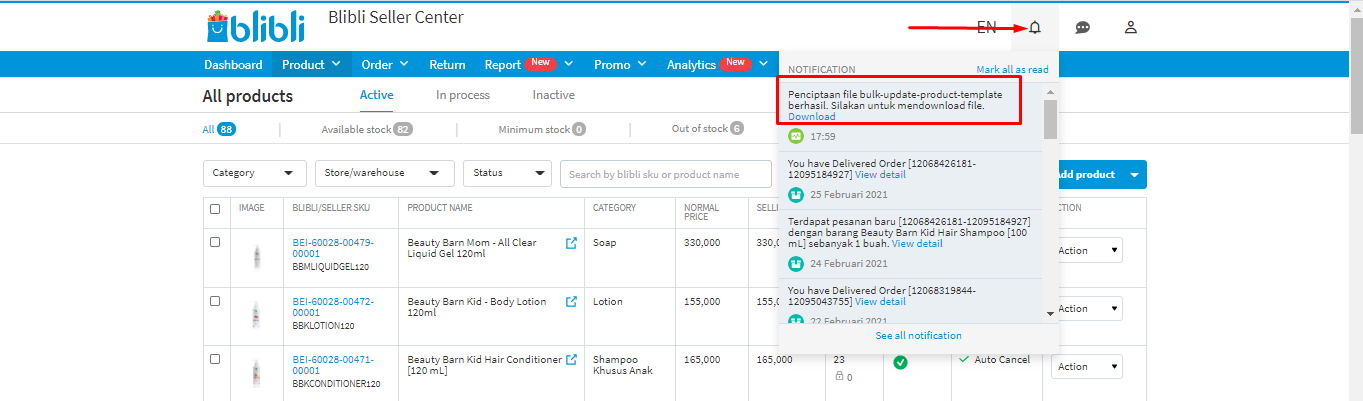 blibli
Blibli Seller Center
EN
Dashboard Product Order Return Report New Promo Analytics New
NOTIFICATION Mark all as read
Penciptaan file bulk-update-product-template
berhasil. Silakan untuk mendownload file.
Download
17:59
You have Delivered Order [12068426181-
12095184927] View detail
25 Februari 2021
Terdapat pesanan baru [12068426181-12095184927]
dengan barang Beauty Barn Kid Hair Shampoo [100
mL] sebanyak 1 buah. View detail
24 Februari 2021
You have Delivered Order [12068319844-
12095043755] View detail
22 Februari 2021
See all notification
All products Active In process Inactive
All 88 Available stock 82 Minimum stock 0 Out of stock 6
Category Store/warehouse Status Search by blibli sku or product name
dd product
IMAGE BLIBLI/SELLER SKU PRODUCT NAME CATEGORY NORMAL
PRICE SELLI CTION
BEI-60028-00479-
00001
BBMLIQUIDGEL120
Beauty Barn Mom - All Clear
Liquid Gel 120ml
Soap 330,000 330,0 Action
BEI-60028-00472-
00001
BBKLOTION120
Beauty Barn Kid - Body Lotion
120ml
Lotion 155,000 155,0 Action
BEI-60028-00471-
00001
BBKCONDITIONER120
Beauty Barn Kid Hair Conditioner
[120 mL]
Shampoo
Khusus Anak
165,000 165,000 23
0
Auto Cancel Action